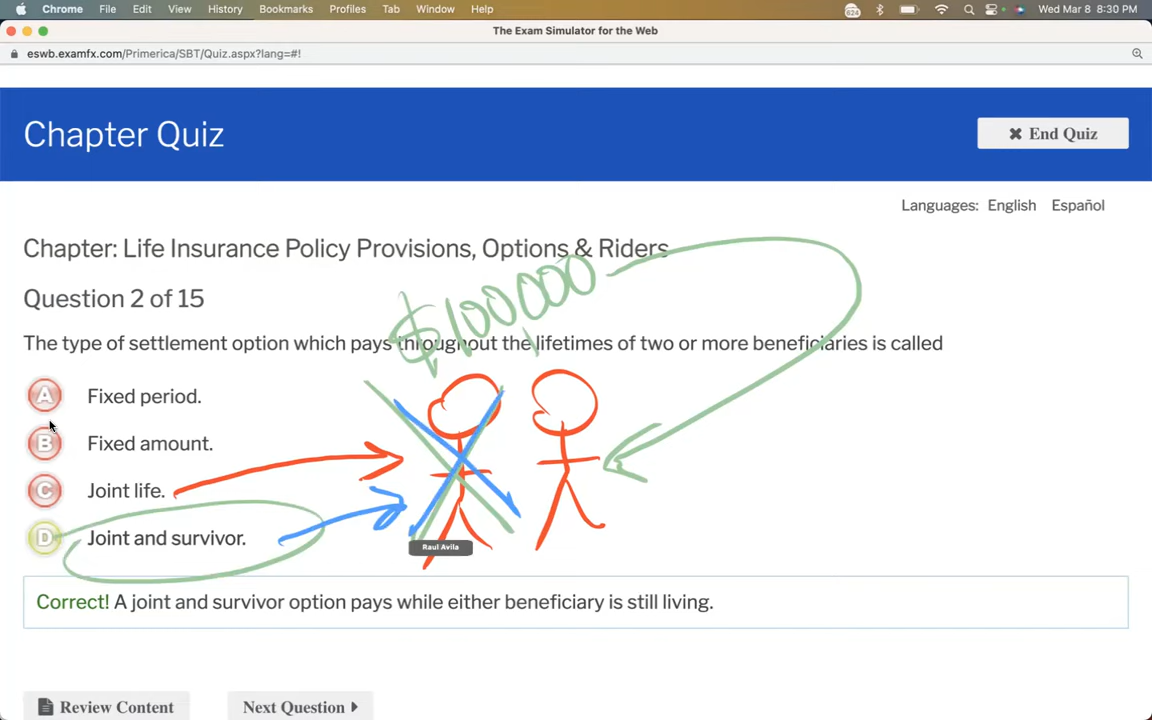 Chrome File Edit View History Bookmarks Profiles Tab Window Help 624 Wed Mar 8 8:30 PM
The Exam Simulator for the Web
eswb.examfx.com/Primerica/SBT/Quiz.aspx?lang=#!
Chapter Quiz
✖ End Quiz
Languages: English Español
Chapter: Life Insurance Policy Provisions, Options & Riders
Question 2 of 15
$100,000
The type of settlement option which pays throughout the lifetimes of two or more beneficiaries is called
A Fixed period.
B Fixed amount.
C Joint life.
D Joint and survivor.
Raul Avila
Correct! A joint and survivor option pays while either beneficiary is still living.
Review Content Next Question